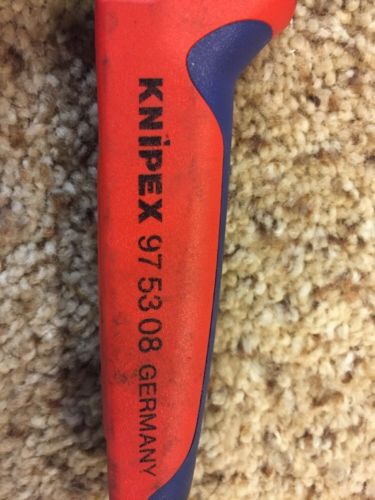 KNIPEX 97 53 08 GERMANY